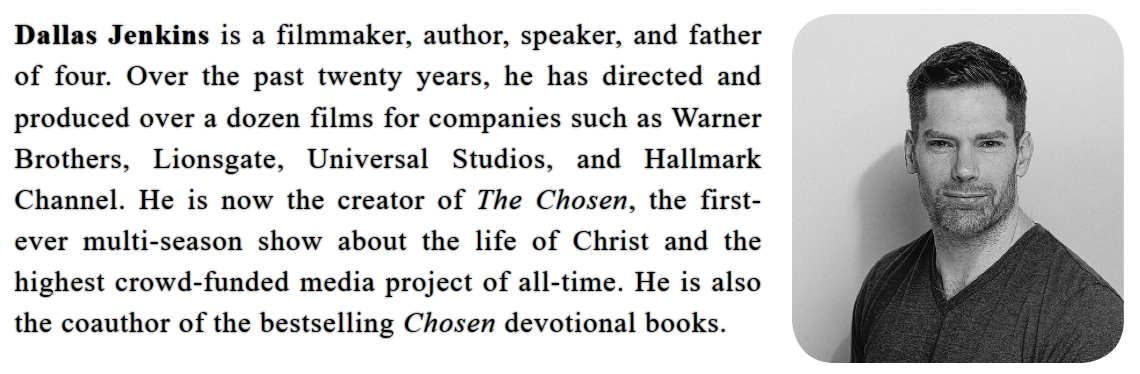 Dallas Jenkins is a filmmaker, author, speaker, and father
of four. Over the past twenty years, he has directed and
produced over a dozen films for companies such as Warner
Brothers, Lionsgate, Universal Studios, and Hallmark
Channel. He is now the creator of The Chosen, the first-
ever multi-season show about the life of Christ and the
highest crowd-funded media project of all-time. He is also
the coauthor of the bestselling Chosen devotional books.